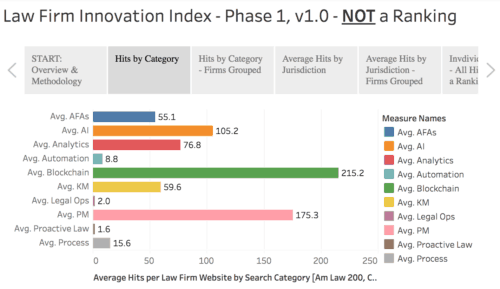 Law Firm Innovation Index - Phase 1, v1.0 - NOT a Ranking
START:
Overview &
Methodology
Hits by Category
Hits by Category
- Firms Grouped
Average Hits by
Jurisdiction
Average Hits by
Jurisdiction -
Firms Grouped
Invdivi
- All Hi
a Ranki
Avg. AFAs 55.1
Avg. AI 105.2
Avg. Analytics 76.8
Avg. Automation 8.8
Avg. Blockchain 215.2
Avg. KM 59.6
Avg. Legal Ops 2.0
Avg. PM 175.3
Avg. Proactive Law 1.6
Avg. Process 15.6
0 50 100 150 200 250
Average Hits per Law Firm Website by Search Category [Am Law 200, C..
Measure Names
Avg. AFAs
Avg. AI
Avg. Analytics
Avg. Automation
Avg. Blockchain
Avg. KM
Avg. Legal Ops
Avg. PM
Avg. Proactive Law
Avg. Process